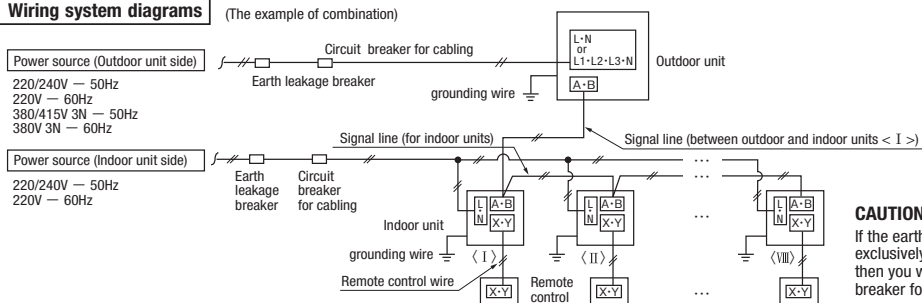 Wiring system diagrams
(The example of combination)
Power source (Outdoor unit side)
220/240V — 50Hz
220V — 60Hz
380/415V 3N — 50Hz
380V 3N — 60Hz
Circuit breaker for cabling
Earth leakage breaker
grounding wire
L•N
or
L1•L2•L3•N
A•B
Outdoor unit
Signal line (for indoor units)
Signal line (between outdoor and indoor units < I >)
Power source (Indoor unit side)
220/240V — 50Hz
220V — 60Hz
Earth
leakage
breaker
Circuit
breaker
for cabling
Indoor unit
grounding wire
Remote control wire
L
N
A•B
X•Y
〈 I 〉
X•Y
Remote
control
L
N
A•B
X•Y
〈 II 〉
X•Y
...
...
...
...
L
N
A•B
X•Y
〈VIII〉
X•Y
CAUTION
If the earth
exclusively
then you w
breaker fo